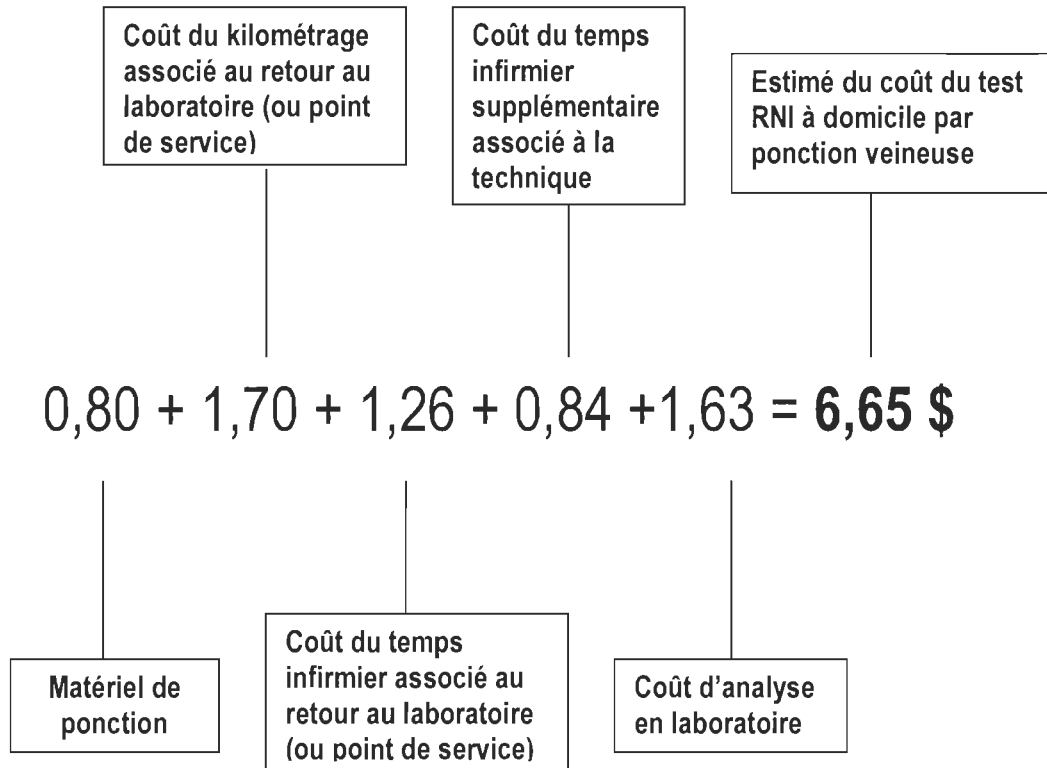 Coût du kilométrage
associé au retour au
laboratoire (ou point
de service)
Coût du temps
infirmier
supplémentaire
associé à la
technique
Estimé du coût du test
RNI à domicile par
ponction veineuse
0,80 + 1,70 + 1,26 + 0,84 +1,63 = 6,65 $
Matériel de
ponction
Coût du temps
infirmier associé au
retour au laboratoire
(ou point de service)
Coût d'analyse
en laboratoire